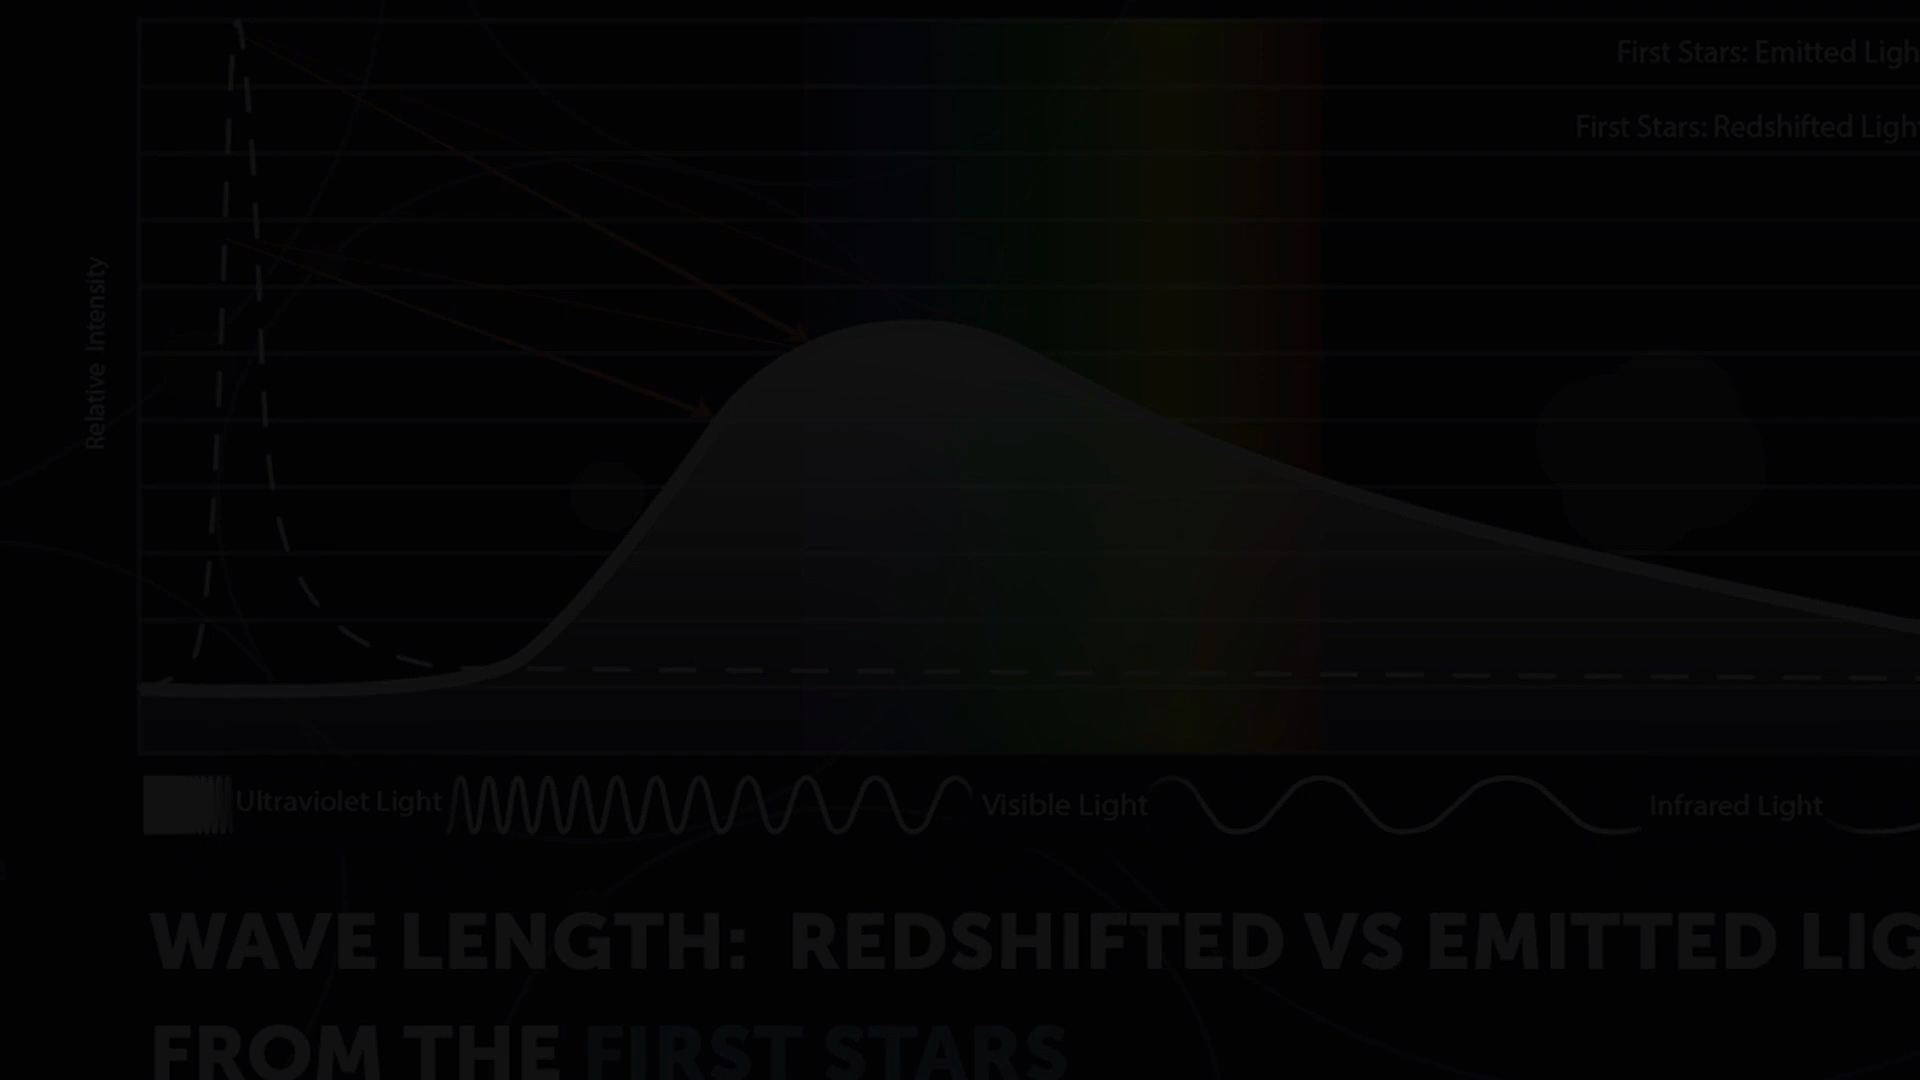 First Stars: Emitted Ligh
First Stars: Redshifted Light
Relative Intensity
Ultraviolet Light
Visible Light
Infrared Light
WAVE LENGTH: REDSHIFTED VS EMITTED LIG
FROM THE FIRST STARS